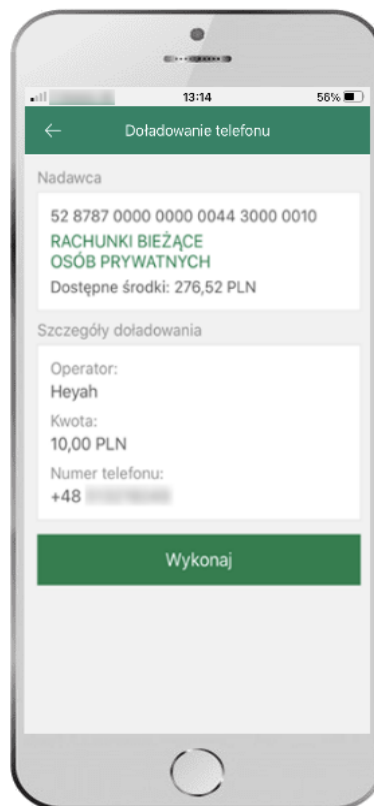 13:14
56%
Doładowanie telefonu
Nadawca
52 8787 0000 0000 0044 3000 0010
RACHUNKI BIEŻĄCE
OSÓB PRYWATNYCH
Dostępne środki: 276,52 PLN
Szczegóły doładowania
Operator:
Heyah
Kwota:
10,00 PLN
Numer telefonu:
+48
Wykonaj